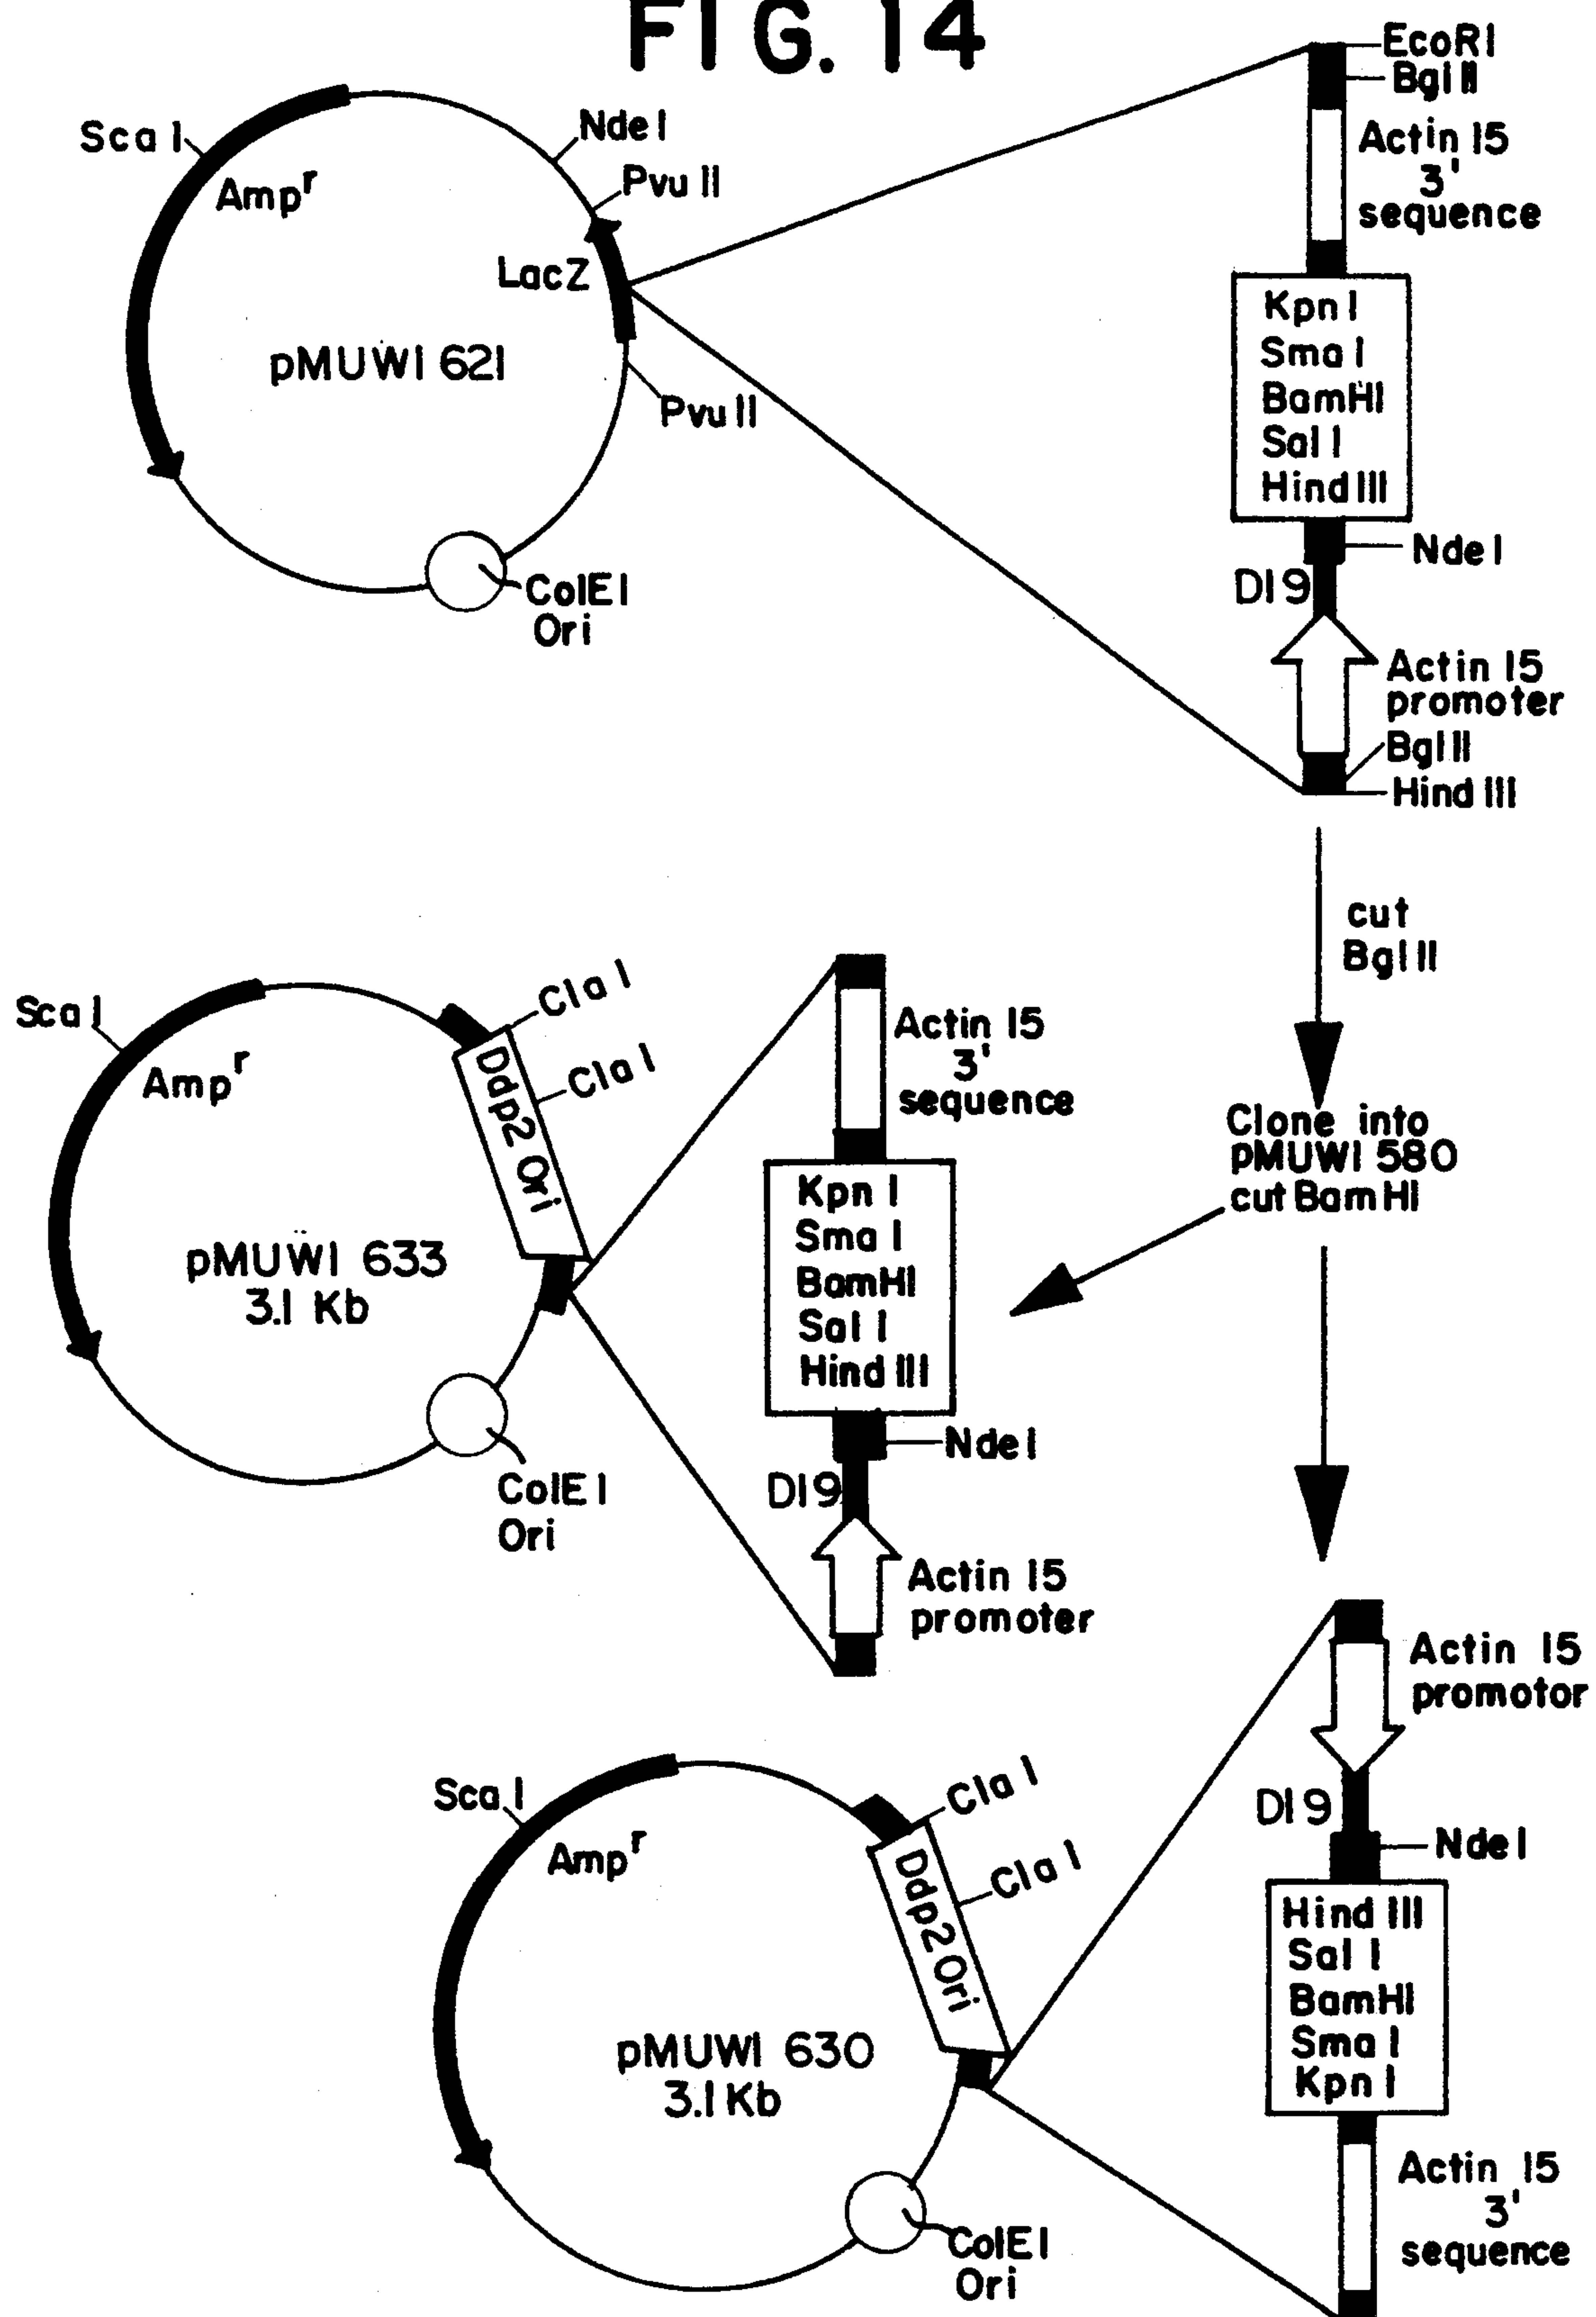 FIG. 14
Sca I
Amp^r
Nde I
Pvu II
LacZ
pMUWI 621
Pvu II
ColE I
Ori
EcoR I
Bgl II
Actin 15
3'
sequence
Kpn I
Sma I
BamHI
Sal I
Hind III
Nde I
D19
Actin 15
promoter
Bgl II
Hind III
cut
Bgl II
Clone into
pMUWI 580
cut BamHI
Sca I
Amp^r
Cla I
Cla I
Ddp2 Ori
pMUWI 633
3.1 Kb
ColE I
Ori
Actin 15
3'
sequence
Kpn I
Sma I
BamHI
Sal I
Hind III
Nde I
D19
Actin 15
promoter
Sca I
Amp^r
Cla I
Cla I
Ddp2 Ori
pMUWI 630
3.1 Kb
ColE I
Ori
Actin 15
promotor
D19
Nde I
Hind III
Sal I
BamHI
Sma I
Kpn I
Actin 15
3'
sequence